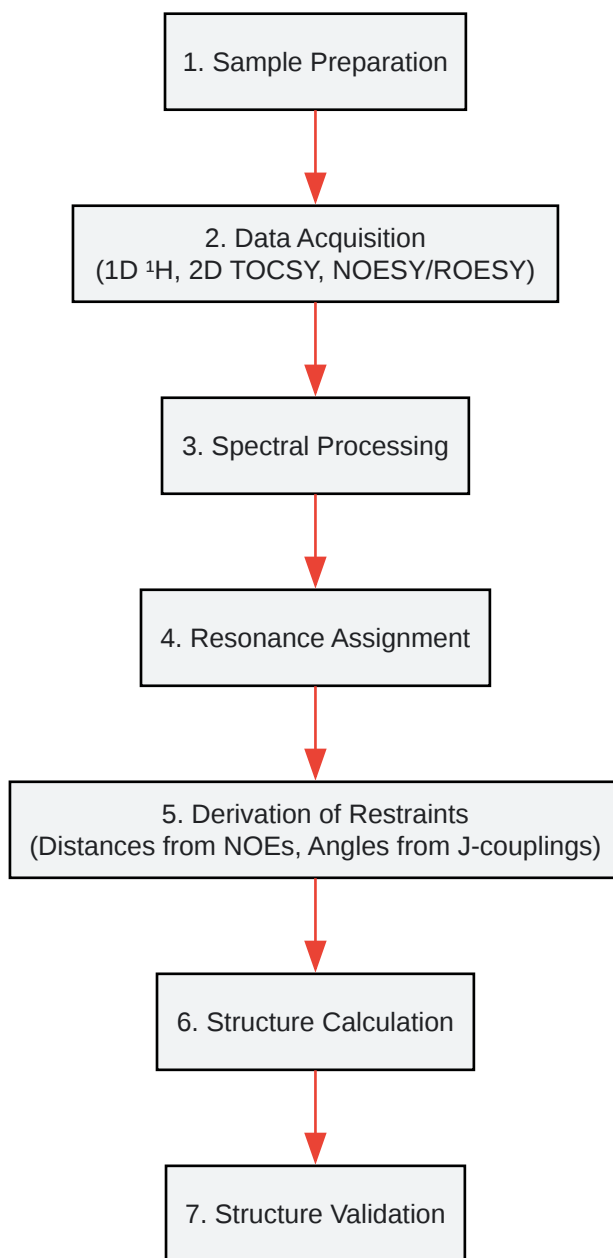 1. Sample Preparation
2. Data Acquisition
(1D ¹H, 2D TOCSY, NOESY/ROESY)
3. Spectral Processing
4. Resonance Assignment
5. Derivation of Restraints
(Distances from NOEs, Angles from J-couplings)
6. Structure Calculation
7. Structure Validation